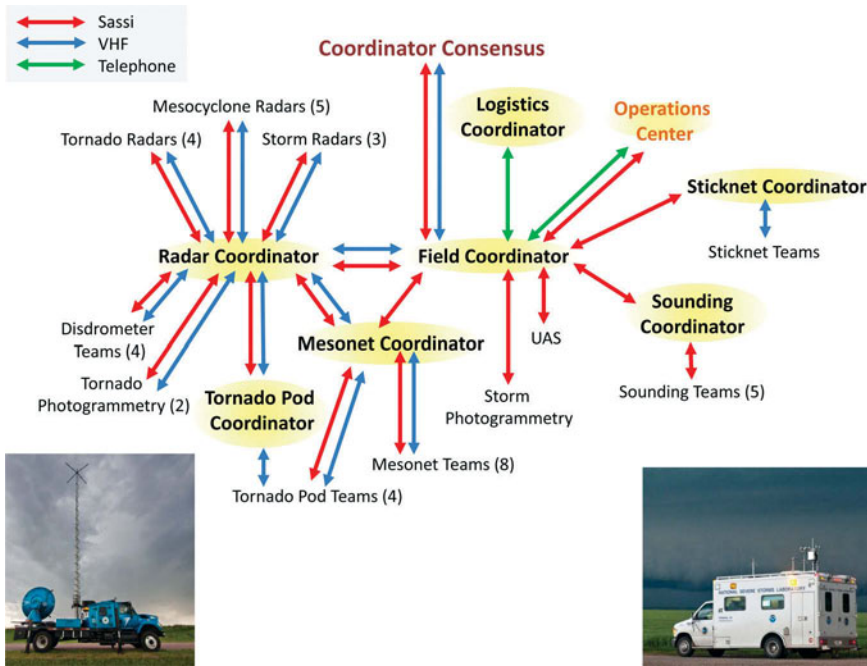 Sassi
VHF
Telephone
Coordinator Consensus
Mesocyclone Radars (5)
Tornado Radars (4)
Storm Radars (3)
Logistics
Coordinator
Operations
Center
Sticknet Coordinator
Sticknet Teams
Radar Coordinator
Field Coordinator
Sounding
Coordinator
Sounding Teams (5)
Disdrometer
Teams (4)
Tornado
Photogrammetry (2)
Mesonet Coordinator
UAS
Storm
Photogrammetry
Tornado Pod
Coordinator
Mesonet Teams (8)
Tornado Pod Teams (4)
NATIONAL SEVERE STORMS LABORATORY